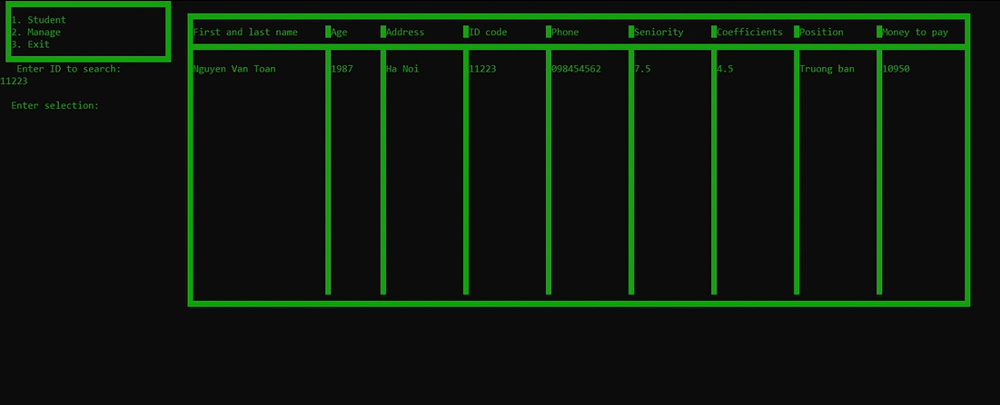 1. Student
2. Manage
3. Exit
Enter ID to search:
11223
Enter selection:
First and last name Age Address ID code Phone Seniority Coefficients Position Money to pay
Nguyen Van Toan 1987 Ha Noi 11223 098454562 7.5 4.5 Truong ban 10950